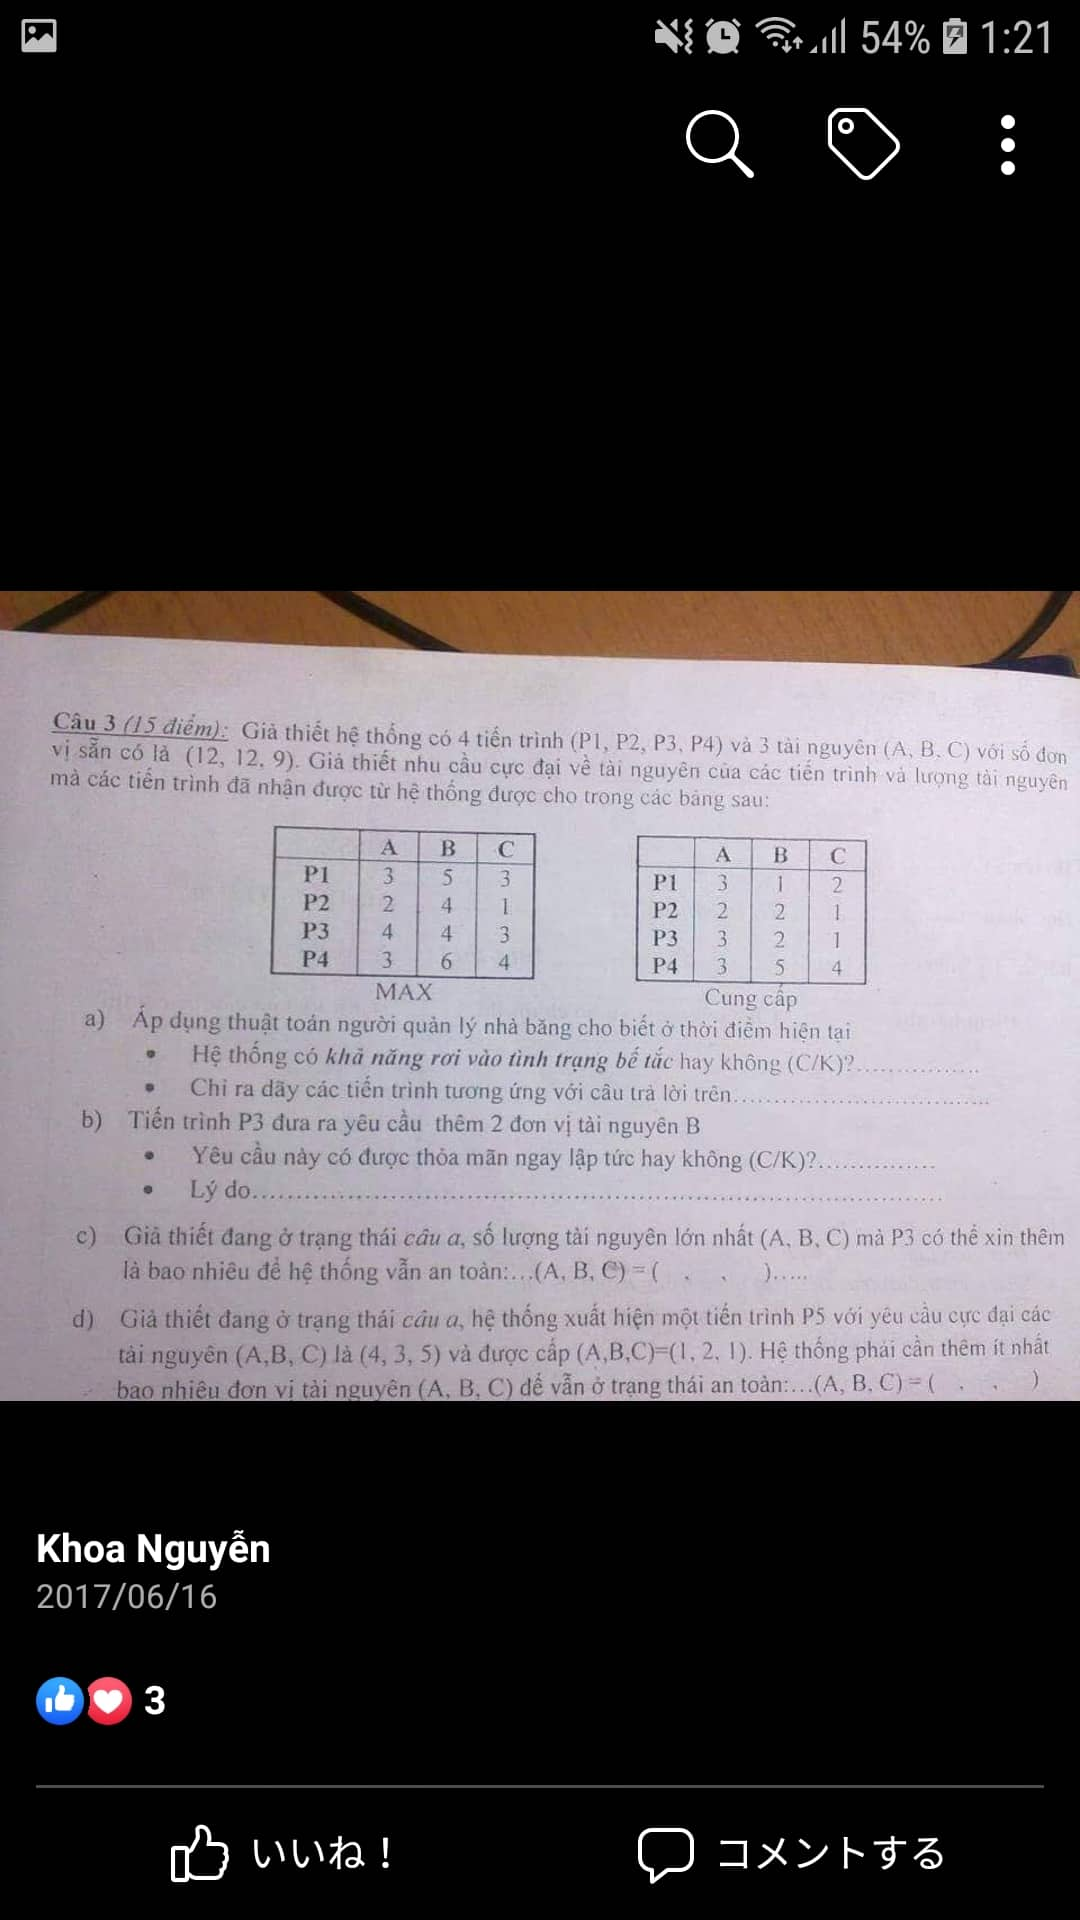 54% 1:21
Câu 3 (15 điểm): Giả thiết hệ thống có 4 tiến trình (P1, P2, P3, P4) và 3 tài nguyên (A, B, C) với số đơn
vị sẵn có là (12, 12, 9). Giả thiết nhu cầu cực đại về tài nguyên của các tiến trình và lượng tài nguyên
mà các tiến trình đã nhận được từ hệ thống được cho trong các bảng sau:
A B C
P1 3 5 3
P2 2 4 1
P3 4 4 3
P4 3 6 4
MAX
A B C
P1 3 1 2
P2 2 2 1
P3 3 2 1
P4 3 5 4
Cung cấp
a) Áp dụng thuật toán người quản lý nhà băng cho biết ở thời điểm hiện tại
• Hệ thống có khả năng rơi vào tình trạng bế tắc hay không (C/K)?................
• Chỉ ra dãy các tiến trình tương ứng với câu trả lời trên..................................
b) Tiến trình P3 đưa ra yêu cầu thêm 2 đơn vị tài nguyên B
• Yêu cầu này có được thỏa mãn ngay lập tức hay không (C/K)?...............
• Lý do............................................................................................
c) Giả thiết đang ở trạng thái câu a, số lượng tài nguyên lớn nhất (A, B, C) mà P3 có thể xin thêm
là bao nhiêu để hệ thống vẫn an toàn:...(A, B, C) = ( , , ).....
d) Giả thiết đang ở trạng thái câu a, hệ thống xuất hiện một tiến trình P5 với yêu cầu cực đại các
tài nguyên (A,B, C) là (4, 3, 5) và được cấp (A,B,C)=(1, 2, 1). Hệ thống phải cần thêm ít nhất
bao nhiêu đơn vị tài nguyên (A, B, C) để vẫn ở trạng thái an toàn:...(A, B, C) = ( , , )
Khoa Nguyễn
2017/06/16
3
いいね！
コメントする